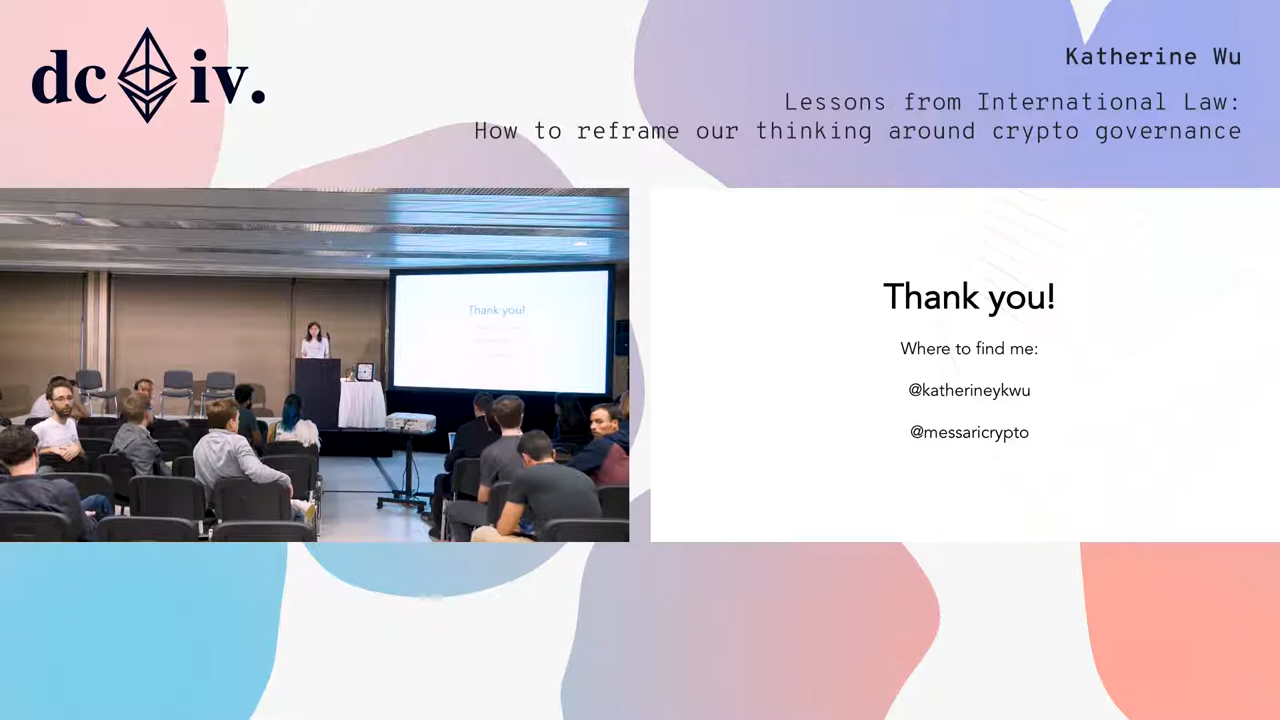 dc iv.
Katherine Wu
Lessons from International Law:
How to reframe our thinking around crypto governance
Thank you!
Thank you!
Where to find me:
@katherineykwu
@messaricrypto